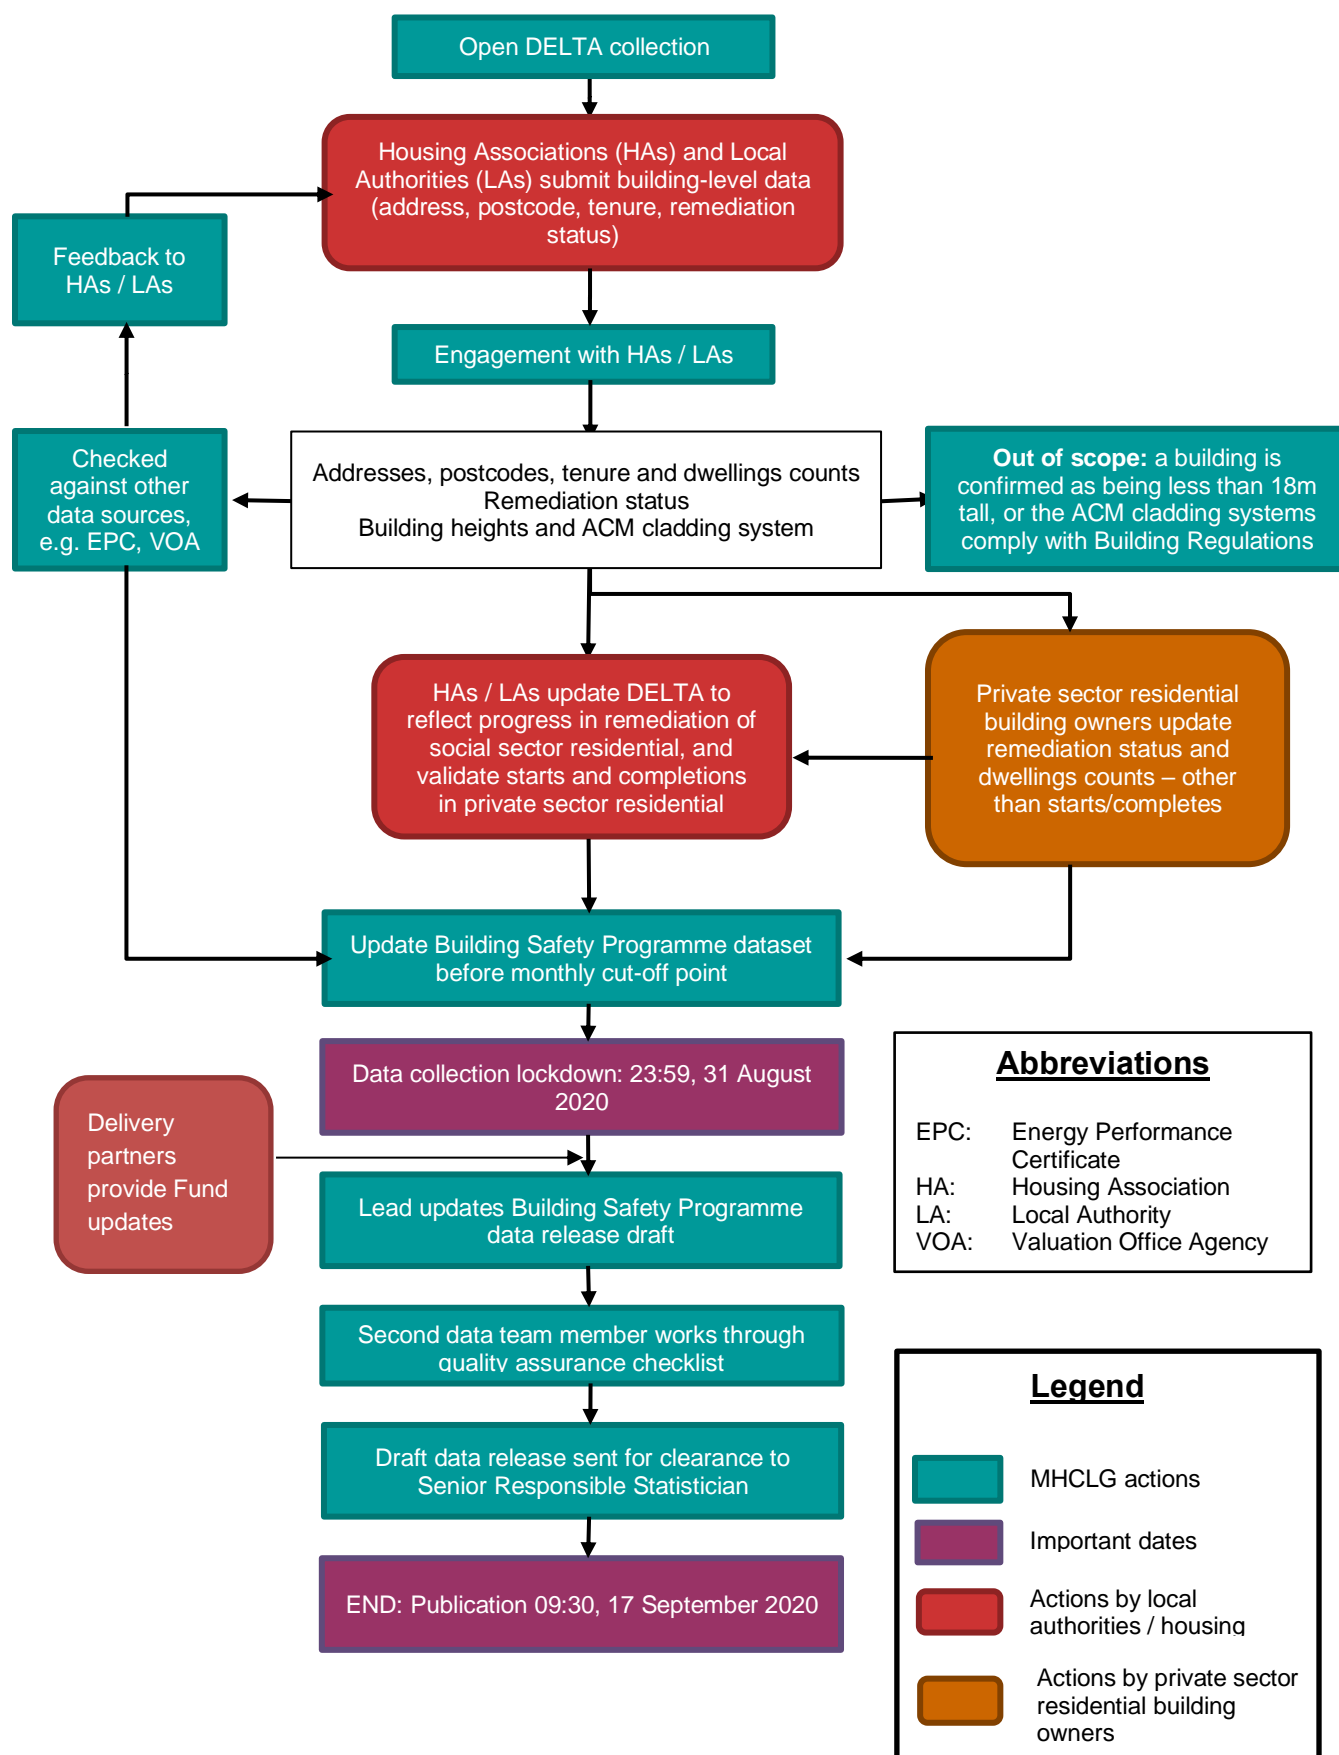 Open DELTA collection
Housing Associations (HAs) and Local
Authorities (LAs) submit building-level data
(address, postcode, tenure, remediation
status)
Feedback to
HAs / LAs
Engagement with HAs / LAs
Checked
against other
data sources,
e.g. EPC, VOA
Addresses, postcodes, tenure and dwellings counts
Remediation status
Building heights and ACM cladding system
Out of scope: a building is
confirmed as being less than 18m
tall, or the ACM cladding systems
comply with Building Regulations
HAs / LAs update DELTA to
reflect progress in remediation of
social sector residential, and
validate starts and completions
in private sector residential
Private sector residential
building owners update
remediation status and
dwellings counts – other
than starts/completes
Update Building Safety Programme dataset
before monthly cut-off point
Data collection lockdown: 23:59, 31 August
2020
Delivery
partners
provide Fund
updates
Lead updates Building Safety Programme
data release draft
Second data team member works through
quality assurance checklist
Draft data release sent for clearance to
Senior Responsible Statistician
END: Publication 09:30, 17 September 2020
Abbreviations
EPC: Energy Performance
Certificate
HA: Housing Association
LA: Local Authority
VOA: Valuation Office Agency
Legend
MHCLG actions
Important dates
Actions by local
authorities / housing
Actions by private sector
residential building
owners